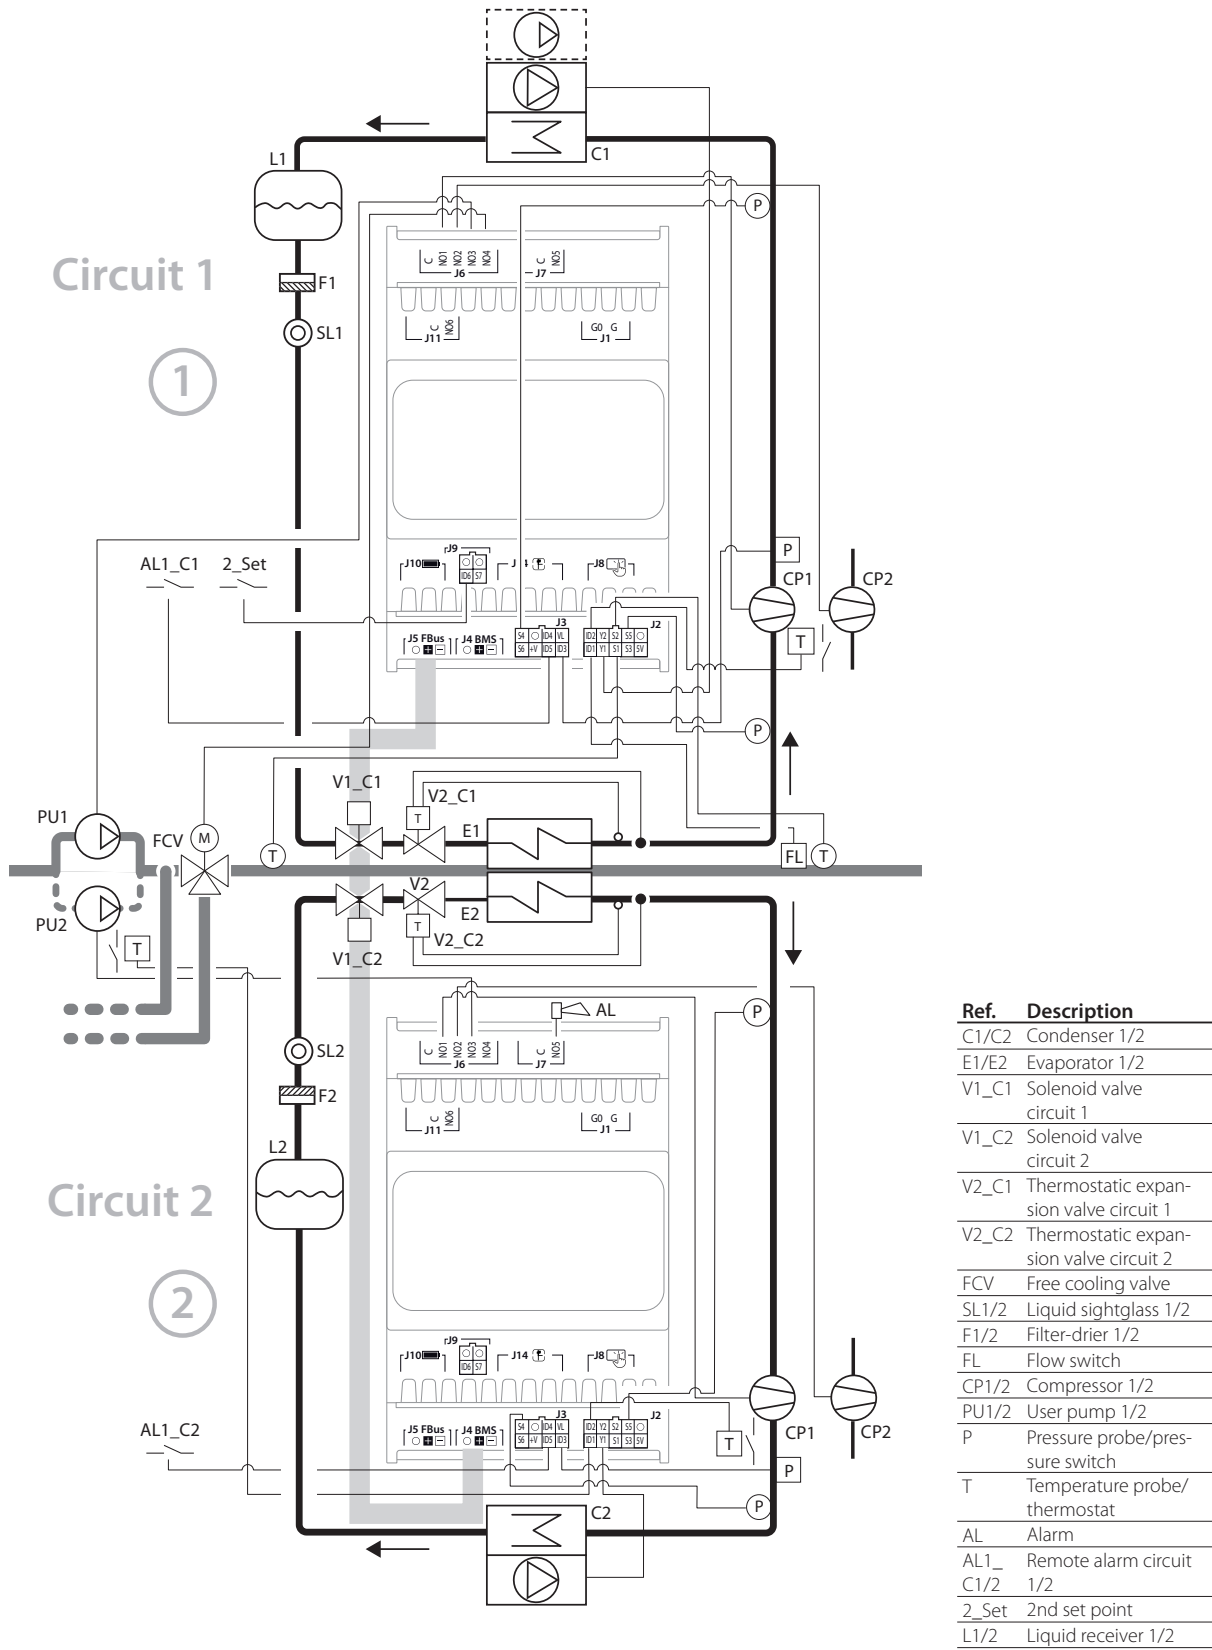 C1
L1
P
Circuit 1
C
NO1
NO2
NO3
NO4
J6
C
NO5
J7
F1
SL1
C
NO6
J11
G0 G
J1
1
J9
J10
ID6 S7
J8
P
AL1_C1
2_Set
CP1
CP2
J3
J2
S4 ID4 VL
S6 +V ID5 ID3
ID2 Y2 S2 S5
ID1 Y1 S1 S3 5V
J5 FBus
J4 BMS
T
P
V1_C1
V2_C1
T
PU1
FCV
M
E1
T
FL
T
V2
PU2
E2
T
T
V2_C2
V1_C2
AL
P
C
NO1
NO2
NO3
NO4
J6
C
NO5
J7
SL2
F2
C
NO6
J11
G0 G
J1
L2
Circuit 2
2
J9
J10
ID6 S7
J14
J8
AL1_C2
CP1
CP2
J3
J2
S4 ID4 VL
S6 +V ID5 ID3
ID2 Y2 S2 S5
ID1 Y1 S1 S3 5V
J5 FBus
J4 BMS
T
P
P
C2
Ref. Description
C1/C2 Condenser 1/2
E1/E2 Evaporator 1/2
V1_C1 Solenoid valve
circuit 1
V1_C2 Solenoid valve
circuit 2
V2_C1 Thermostatic expan-
sion valve circuit 1
V2_C2 Thermostatic expan-
sion valve circuit 2
FCV Free cooling valve
SL1/2 Liquid sightglass 1/2
F1/2 Filter-drier 1/2
FL Flow switch
CP1/2 Compressor 1/2
PU1/2 User pump 1/2
P Pressure probe/pres-
sure switch
T Temperature probe/
thermostat
AL Alarm
AL1_ Remote alarm circuit
C1/2 1/2
2_Set 2nd set point
L1/2 Liquid receiver 1/2